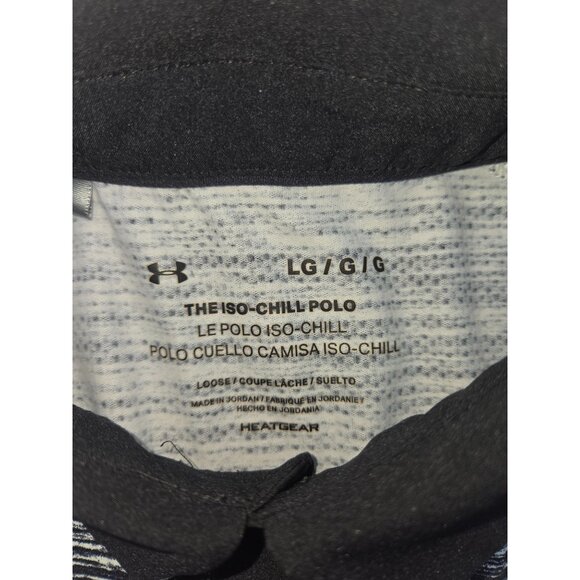 LG / G / G
THE ISO-CHILL POLO
LE POLO ISO-CHILL
POLO CUELLO CAMISA ISO-CHILL
LOOSE / COUPE LÂCHE / SUELTO
MADE IN JORDAN / FABRIQUÉ EN JORDANIE /
HECHO EN JORDANIA
HEATGEAR